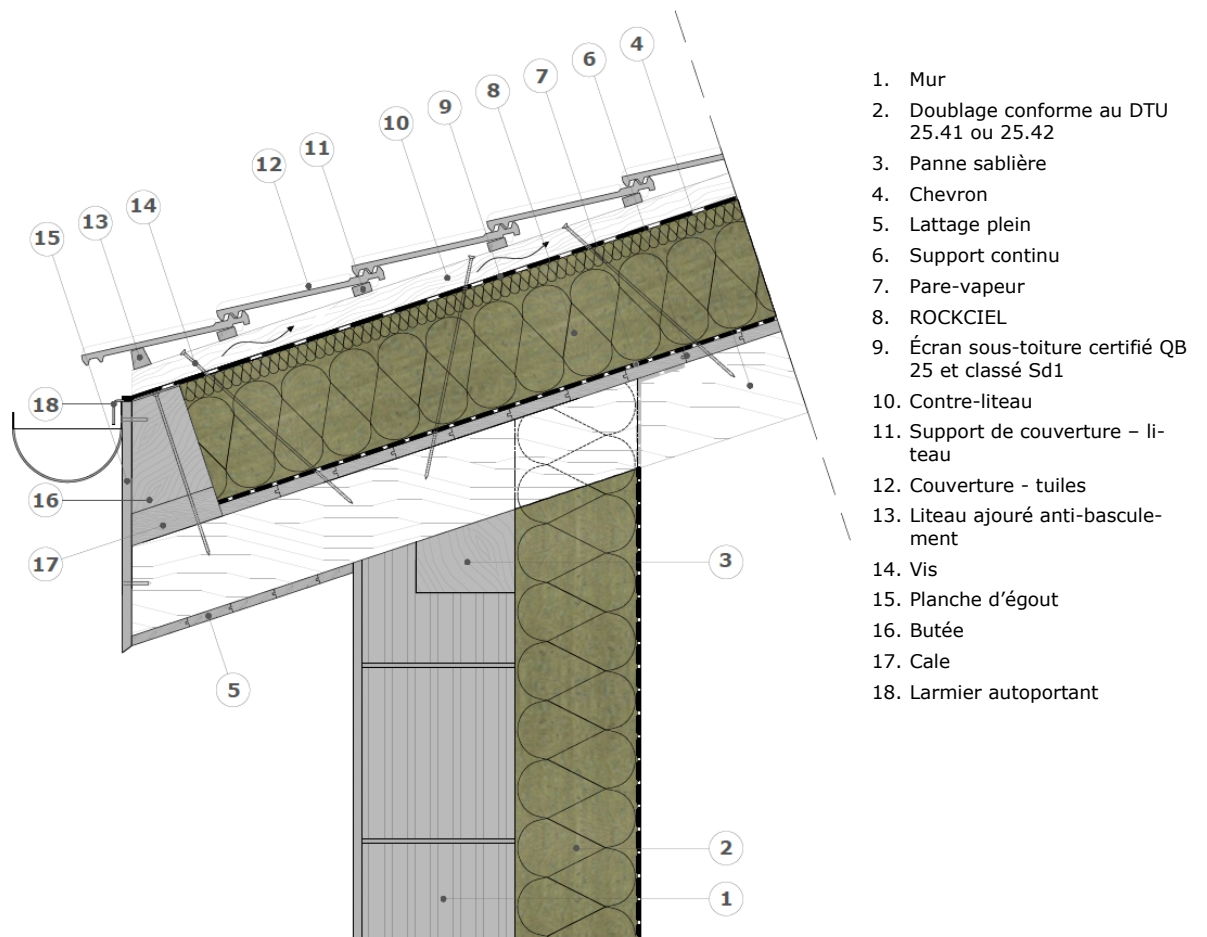 4
6
7
8
9
10
11
12
13
14
15
18
16
17
3
5
2
1
1. Mur
2. Doublage conforme au DTU
25.41 ou 25.42
3. Panne sablière
4. Chevron
5. Lattage plein
6. Support continu
7. Pare-vapeur
8. ROCKCIEL
9. Écran sous-toiture certifié QB
25 et classé Sd1
10. Contre-liteau
11. Support de couverture – li-
teau
12. Couverture - tuiles
13. Liteau ajouré anti-bascule-
ment
14. Vis
15. Planche d’égout
16. Butée
17. Cale
18. Larmier autoportant